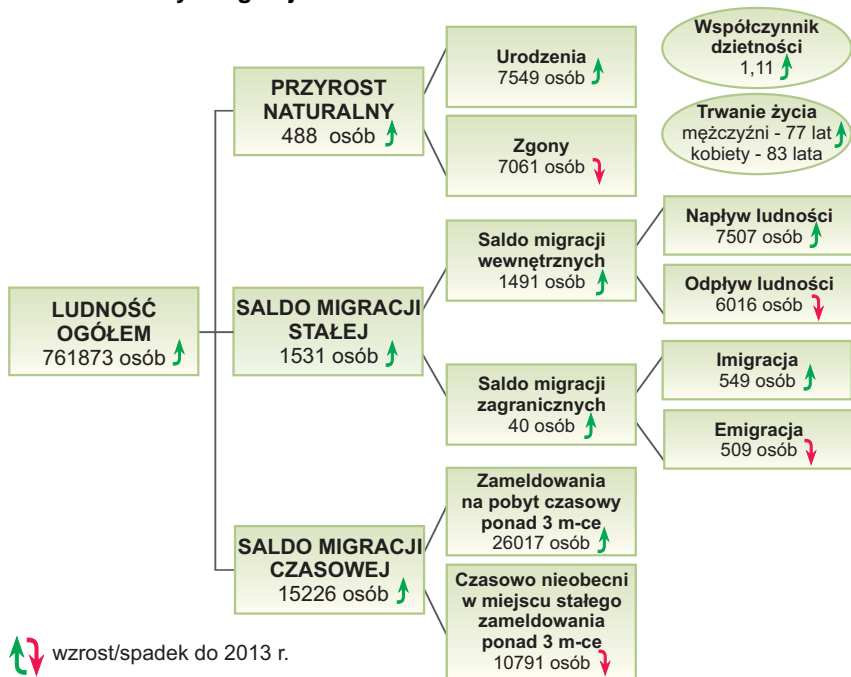 Współczynnik
dzietności
1,11
Urodzenia
7549 osób
PRZYROST
NATURALNY
488 osób
Trwanie życia
mężczyźni - 77 lat
kobiety - 83 lata
Zgony
7061 osób
Napływ ludności
7507 osób
Saldo migracji
wewnętrznych
1491 osób
Odpływ ludności
6016 osób
LUDNOŚĆ
OGÓŁEM
761873 osób
SALDO MIGRACJI
STAŁEJ
1531 osób
Imigracja
549 osób
Saldo migracji
zagranicznych
40 osób
Emigracja
509 osób
Zameldowania
na pobyt czasowy
ponad 3 m-ce
26017 osób
SALDO MIGRACJI
CZASOWEJ
15226 osób
Czasowo nieobecni
w miejscu stałego
zameldowania
ponad 3 m-ce
10791 osób
wzrost/spadek do 2013 r.